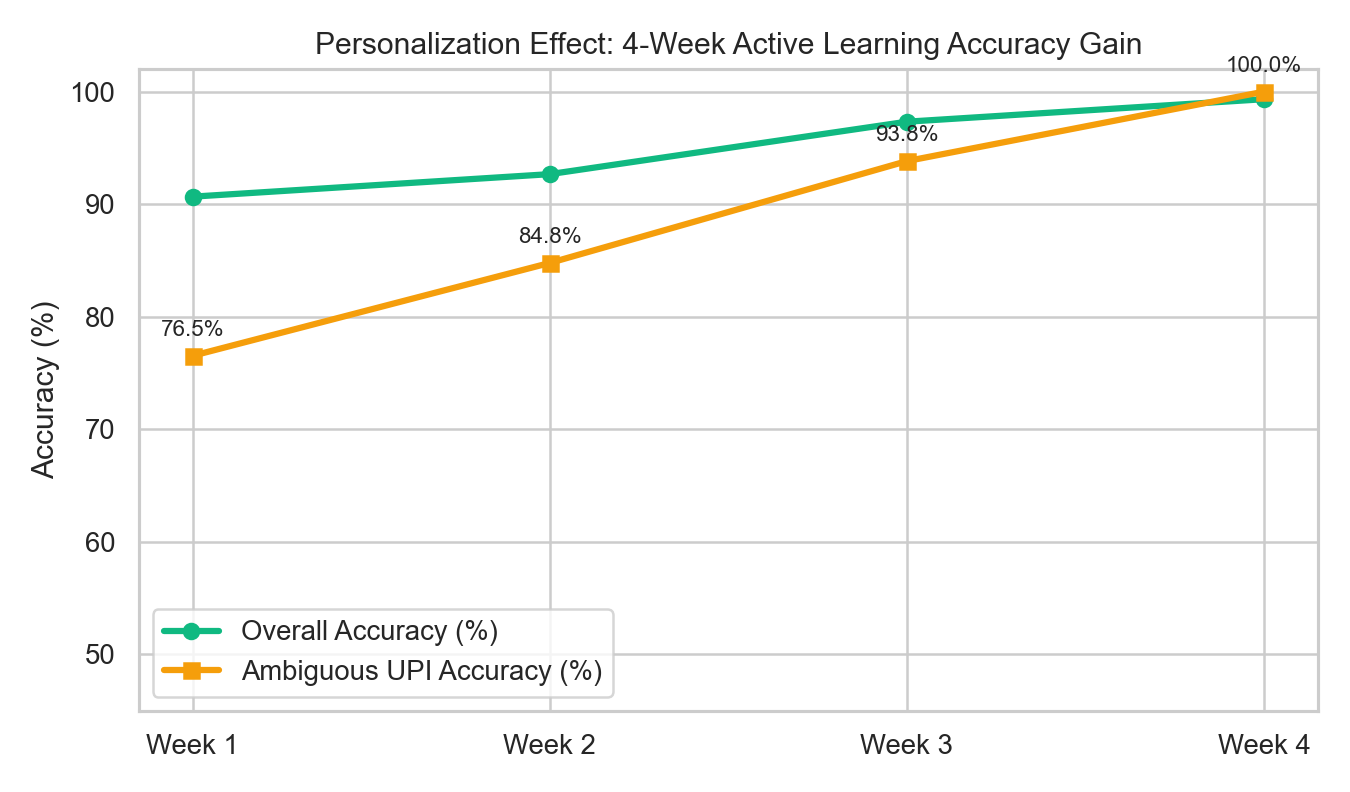 Personalization Effect: 4-Week Active Learning Accuracy Gain
100.0%
93.8%
84.8%
76.5%
Accuracy (%)
100
90
80
70
60
50
Overall Accuracy (%)
Ambiguous UPI Accuracy (%)
Week 1
Week 2
Week 3
Week 4